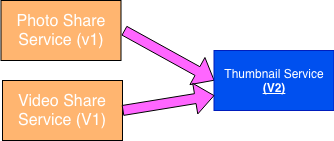 Photo Share
Service (v1)
Thumbnail Service
(V2)
Video Share
Service (V1)